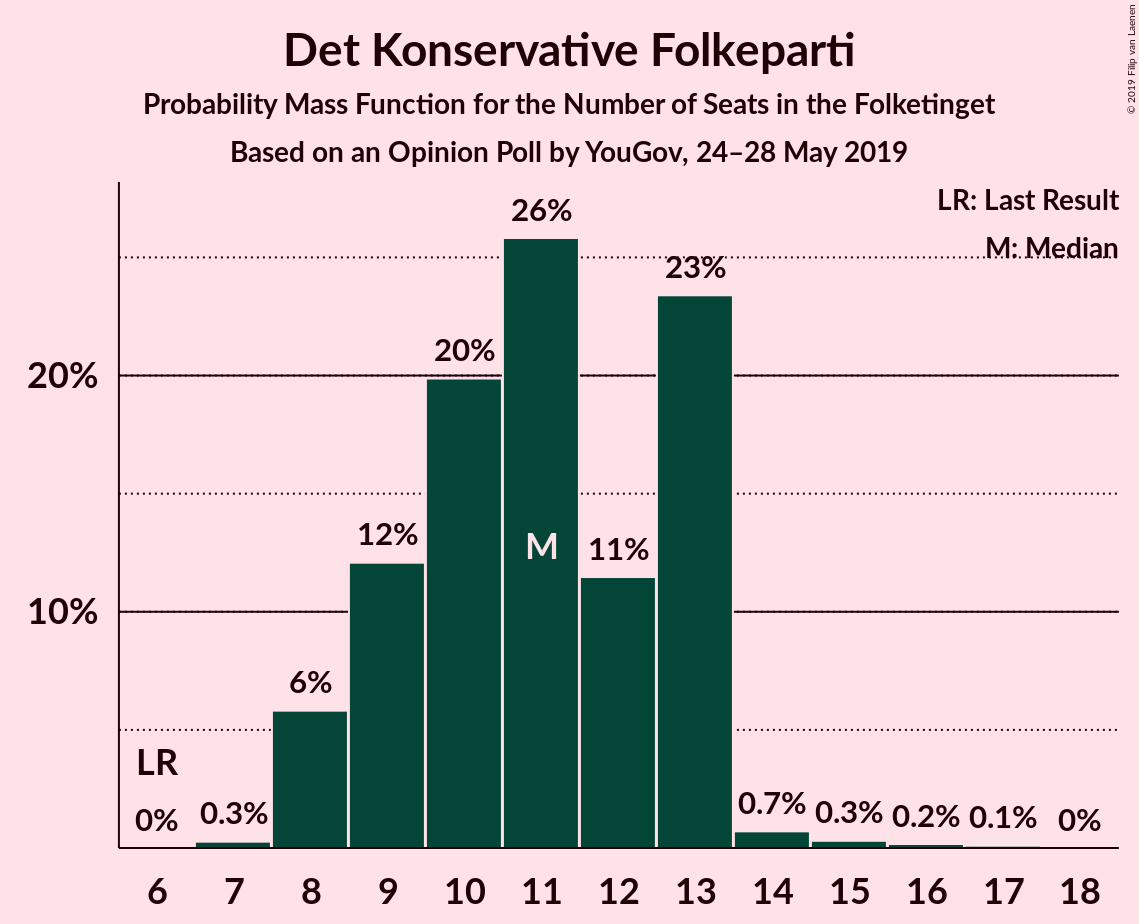 © 2019 Filip van Laenen
Det Konservative Folkeparti
Probability Mass Function for the Number of Seats in the Folketinget
Based on an Opinion Poll by YouGov, 24–28 May 2019
LR: Last Result
M: Median
26%
23%
20%
20%
12%
11%
M
10%
6%
LR
0%
0.3%
0.7%
0.3%
0.2%
0.1%
0%
6 7 8 9 10 11 12 13 14 15 16 17 18